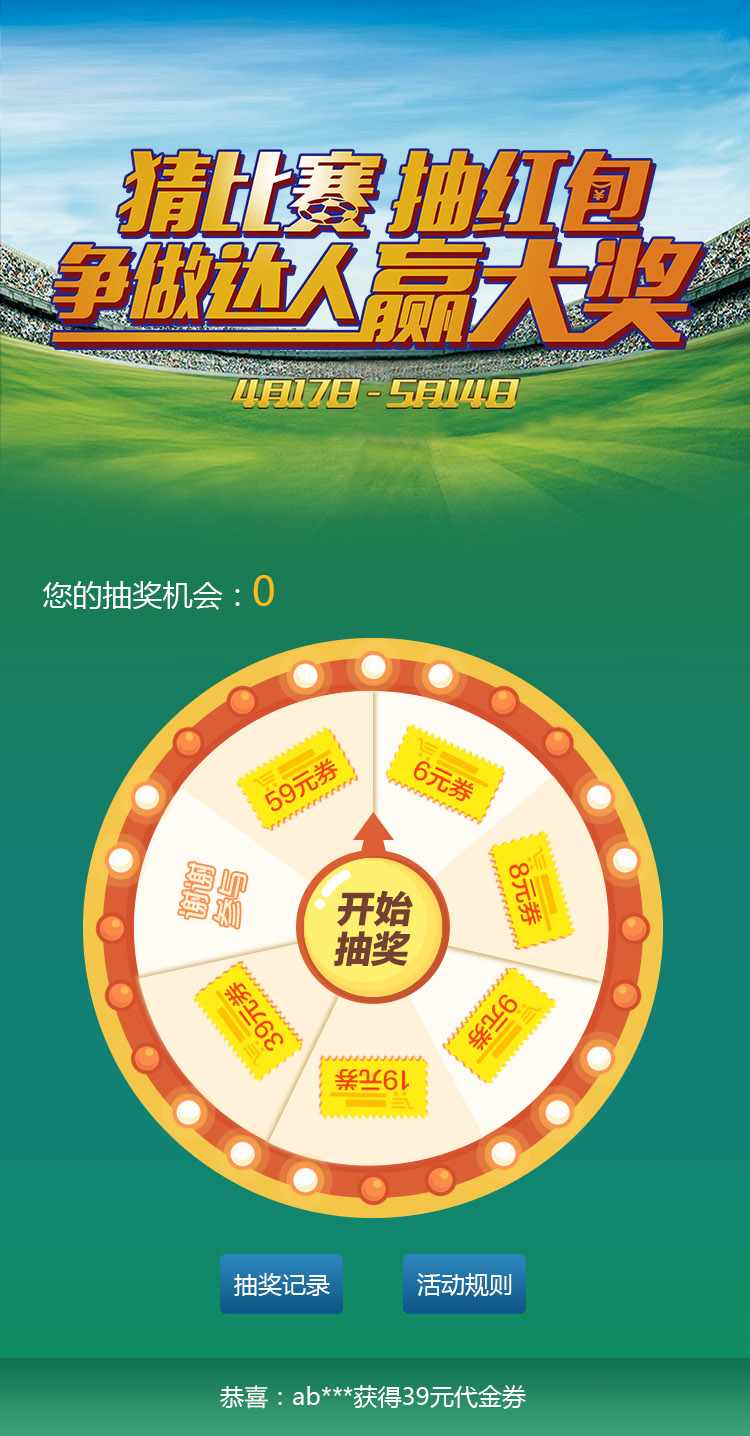 猜比赛 抽红包
争做达人赢大奖
4月17日 - 5月14日
您的抽奖机会：0
59元券
6元券
谢谢
参与
8元券
开始
抽奖
39元券
9元券
19元券
抽奖记录
活动规则
恭喜：ab***获得39元代金券